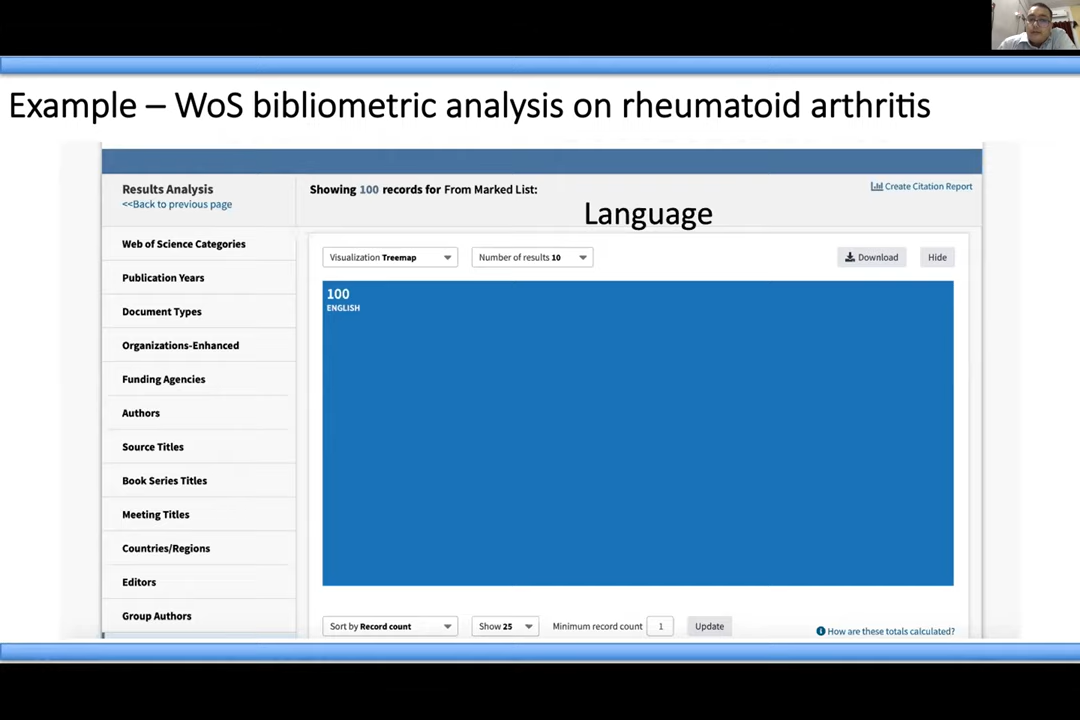 Example – WoS bibliometric analysis on rheumatoid arthritis
Results Analysis
<<Back to previous page
Showing 100 records for From Marked List:
Create Citation Report
Language
Web of Science Categories
Publication Years
Document Types
Organizations-Enhanced
Funding Agencies
Authors
Source Titles
Book Series Titles
Meeting Titles
Countries/Regions
Editors
Group Authors
Visualization Treemap
Number of results 10
Download
Hide
100
ENGLISH
Sort by Record count
Show 25
Minimum record count 1
Update
How are these totals calculated?